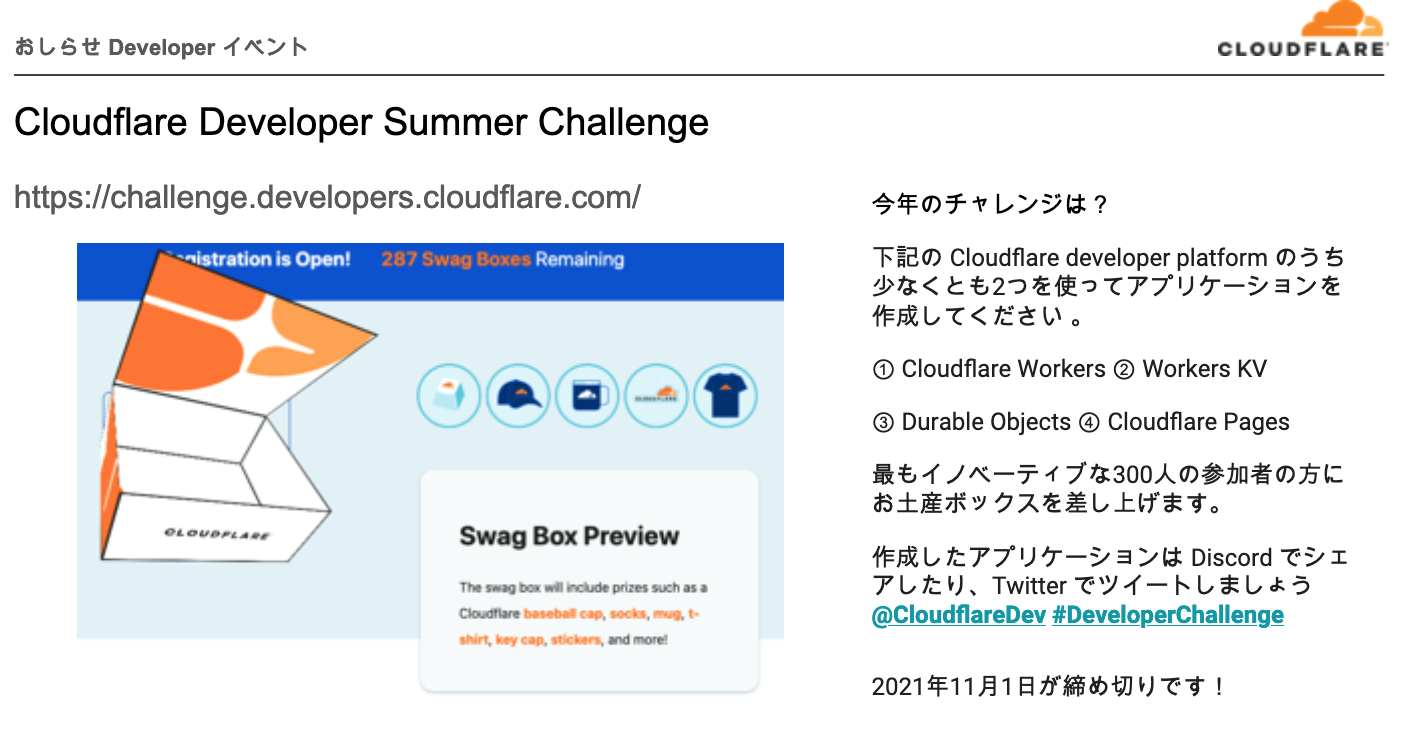 おしらせ Developer イベント
CLOUDFLARE
Cloudflare Developer Summer Challenge
https://challenge.developers.cloudflare.com/
is Open! 287 Swag Boxes Remaining
CLOUDFLARE
Swag Box Preview
The swag box will include prizes such as a
Cloudflare baseball cap, socks, mug, t-
shirt, key cap, stickers, and more!
今年のチャレンジは？
下記の Cloudflare developer platform のうち
少なくとも2つを使ってアプリケーションを
作成してください 。
① Cloudflare Workers ② Workers KV
③ Durable Objects ④ Cloudflare Pages
最もイノベーティブな300人の参加者の方に
お土産ボックスを差し上げます。
作成したアプリケーションは Discord でシェ
アしたり、Twitter でツイートしましょう
@CloudflareDev #DeveloperChallenge
2021年11月1日が締め切りです！